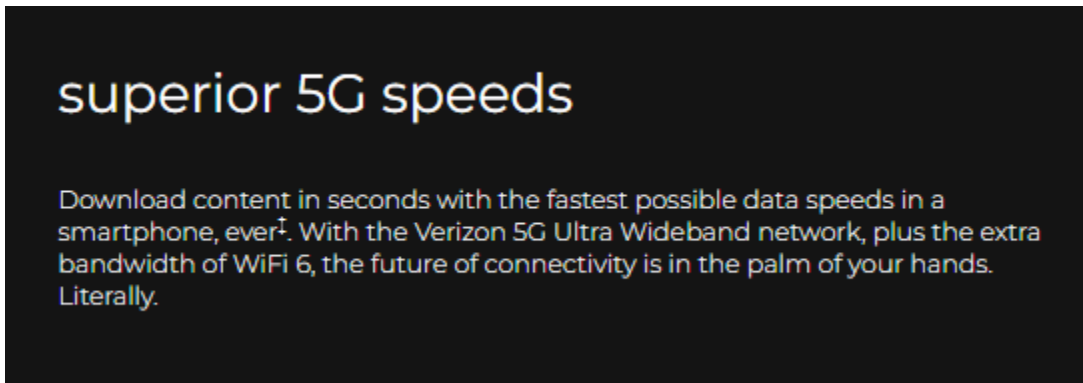 superior 5G speeds
Download content in seconds with the fastest possible data speeds in a
smartphone, ever‡. With the Verizon 5G Ultra Wideband network, plus the extra
bandwidth of WiFi 6, the future of connectivity is in the palm of your hands.
Literally.